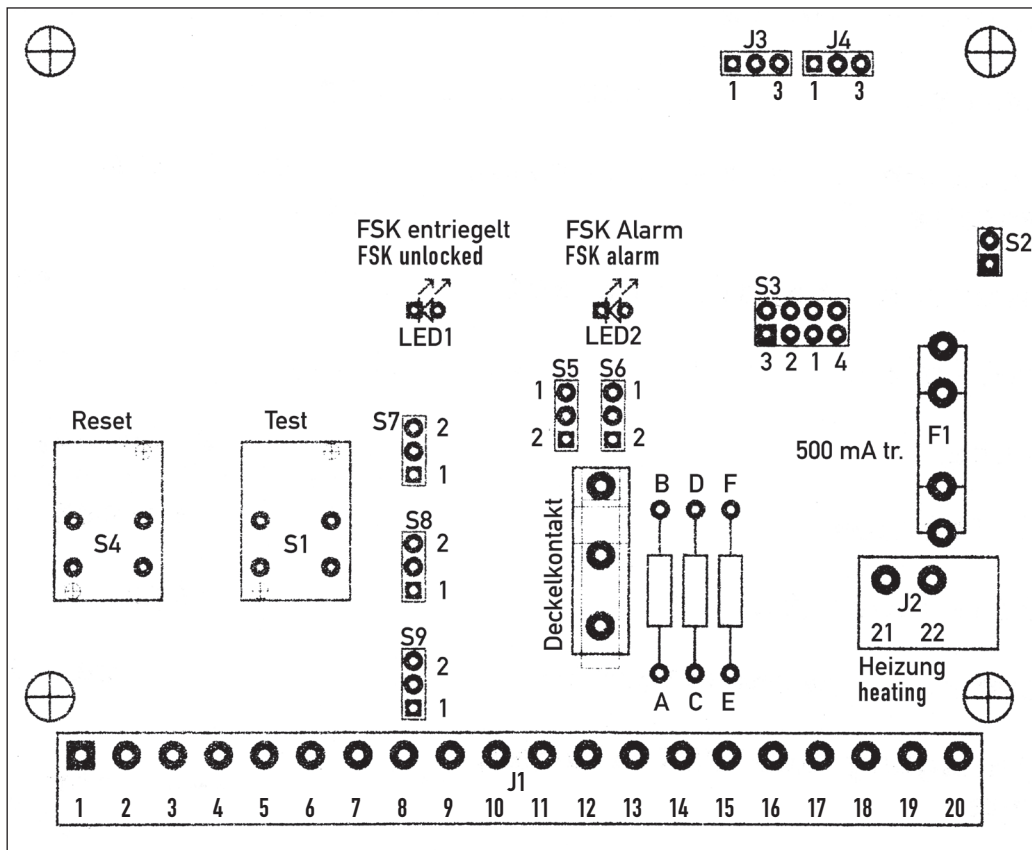 J3 J4
1 3 1 3
FSK entriegelt
FSK unlocked
LED1
FSK Alarm
FSK alarm
LED2
S2
S3
3 2 1 4
S5 S6
1 1
2 2
Reset
S4
Test
S1
S7
2
1
S8
2
1
S9
2
1
Deckelkontakt
B D F
A C E
500 mA tr.
F1
J2
21 22
Heizung
heating
J1
1 2 3 4 5 6 7 8 9 10 11 12 13 14 15 16 17 18 19 20